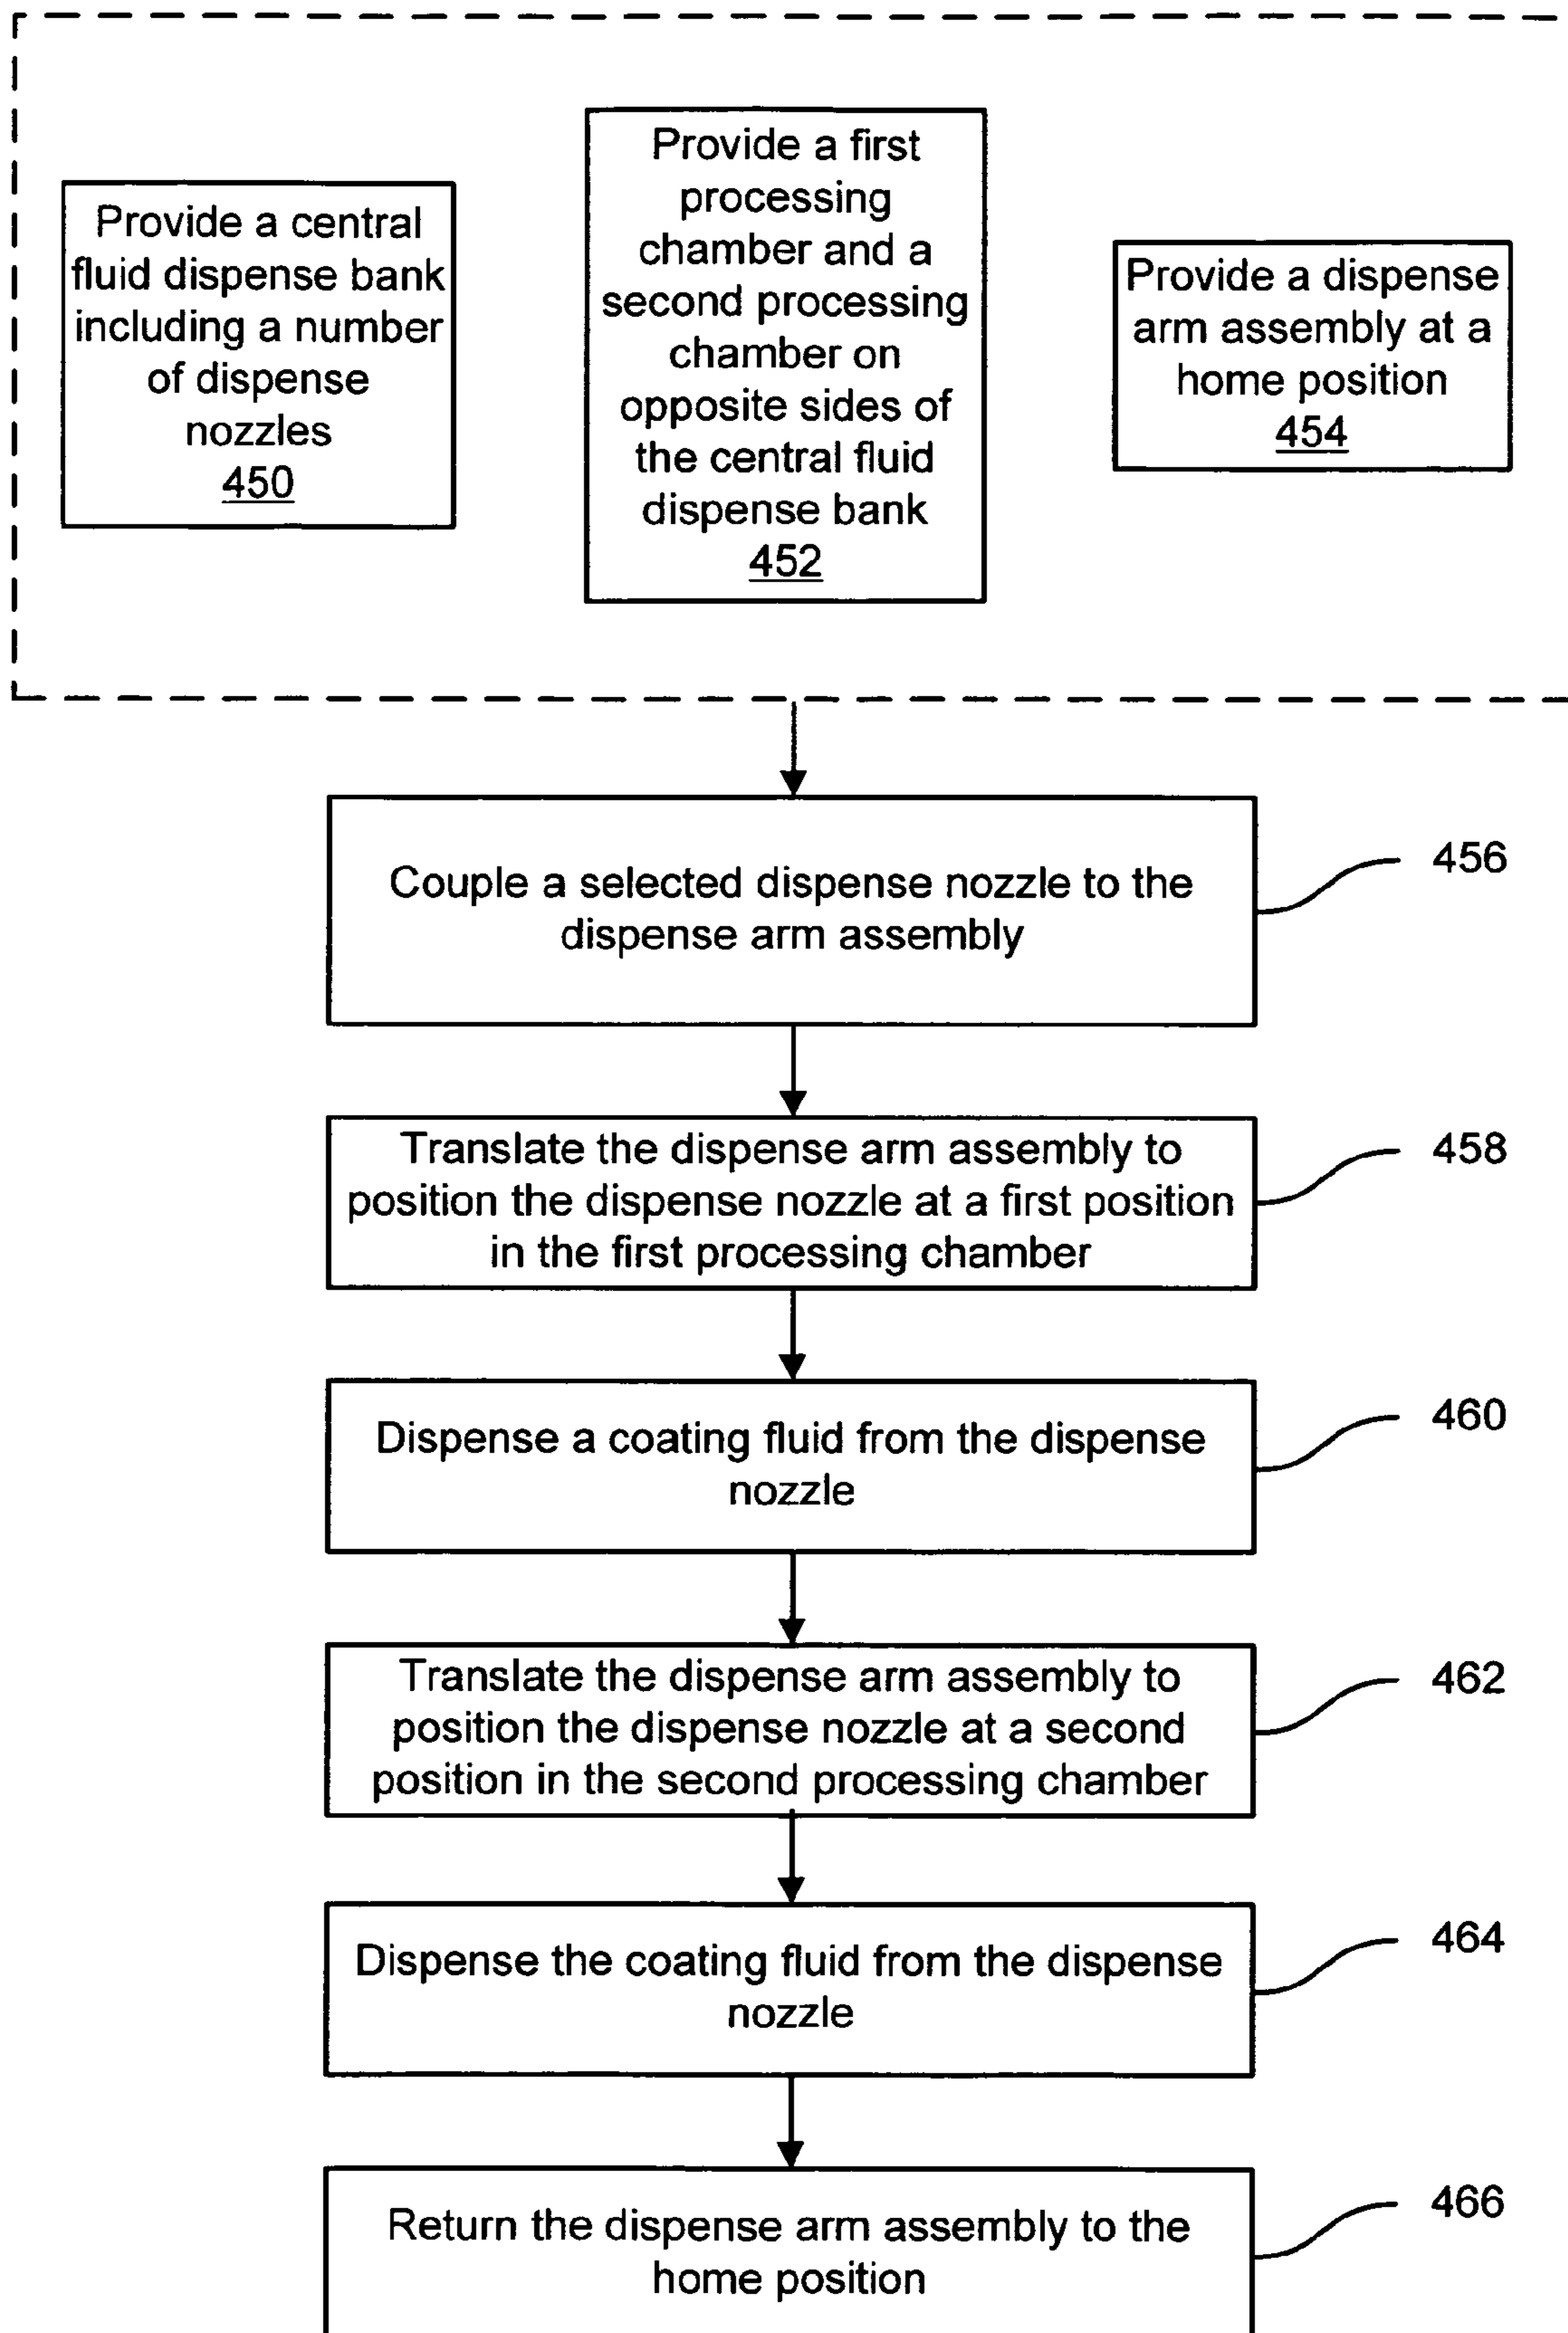 Provide a central
fluid dispense bank
including a number
of dispense
nozzles
450
Provide a first
processing
chamber and a
second processing
chamber on
opposite sides of
the central fluid
dispense bank
452
Provide a dispense
arm assembly at a
home position
454
Couple a selected dispense nozzle to the
dispense arm assembly
456
Translate the dispense arm assembly to
position the dispense nozzle at a first position
in the first processing chamber
458
Dispense a coating fluid from the dispense
nozzle
460
Translate the dispense arm assembly to
position the dispense nozzle at a second
position in the second processing chamber
462
Dispense the coating fluid from the dispense
nozzle
464
Return the dispense arm assembly to the
home position
466